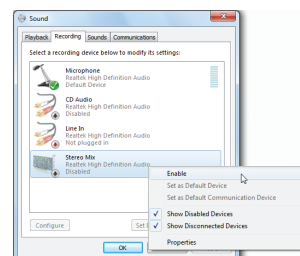 Sound
Playback Recording Sounds Communications
Select a recording device below to modify its settings:
Microphone
Realtek High Definition Audio
Default Device
CD Audio
Realtek High Definition Audio
Disabled
Line In
Realtek High Definition Audio
Not plugged in
Stereo Mix
Realtek High Definition Audio
Disabled
Enable
Set as Default Device
Set as Default Communication Device
Show Disabled Devices
Show Disconnected Devices
Properties
Configure
Set
OK